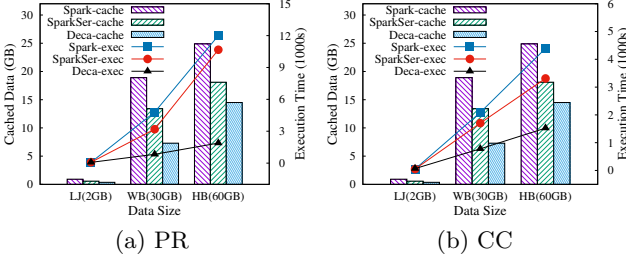 Cached Data (GB)
30
25
20
15
10
5
0
Spark-cache
SparkSer-cache
Deca-cache
Spark-exec
SparkSer-exec
Deca-exec
15
12
9
6
3
0
Execution Time (1000s)
LJ(2GB) WB(30GB) HB(60GB)
Data Size
(a) PR
Cached Data (GB)
30
25
20
15
10
5
0
Spark-cache
SparkSer-cache
Deca-cache
Spark-exec
SparkSer-exec
Deca-exec
6
5
4
3
2
1
0
Execution Time (1000s)
LJ(2GB) WB(30GB) HB(60GB)
Data Size
(b) CC